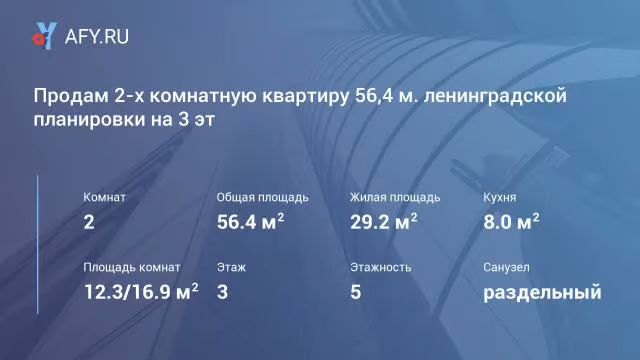 AFY.RU
Продам 2-х комнатную квартиру 56,4 м. ленинградской
планировки на 3 эт
Комнат
2
Общая площадь
56.4 м²
Жилая площадь
29.2 м²
Кухня
8.0 м²
Площадь комнат
12.3/16.9 м²
Этаж
3
Этажность
5
Санузел
раздельный